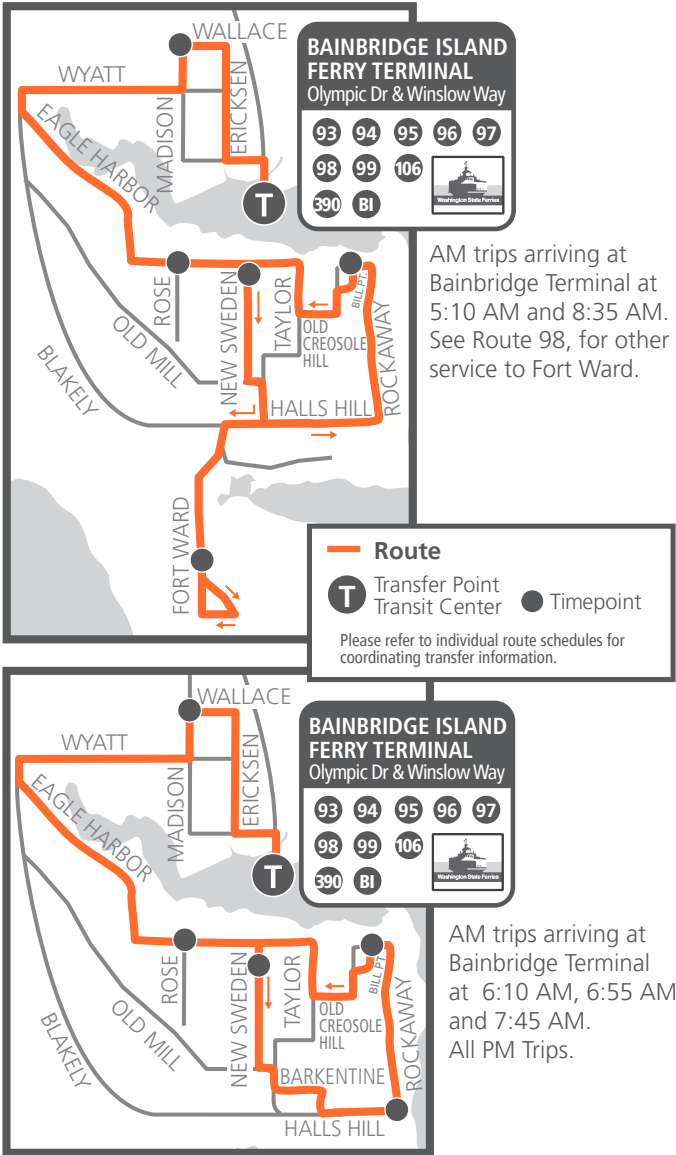 WALLACE
WYATT
MADISON
ERICKSEN
EAGLE HARBOR
T
BAINBRIDGE ISLAND
FERRY TERMINAL
Olympic Dr & Winslow Way
93 94 95 96 97
98 99 106
390 BI
Washington State Ferries
AM trips arriving at
Bainbridge Terminal at
5:10 AM and 8:35 AM.
See Route 98, for other
service to Fort Ward.
ROSE
OLD MILL
BLAKELY
NEW SWEDEN
TAYLOR
OLD
CREOSOLE
HILL
BILL PT.
ROCKAWAY
HALLS HILL
FORT WARD
Route
T Transfer Point
Transit Center
Timepoint
Please refer to individual route schedules for
coordinating transfer information.
WALLACE
WYATT
MADISON
ERICKSEN
EAGLE HARBOR
T
BAINBRIDGE ISLAND
FERRY TERMINAL
Olympic Dr & Winslow Way
93 94 95 96 97
98 99 106
390 BI
Washington State Ferries
AM trips arriving at
Bainbridge Terminal
at 6:10 AM, 6:55 AM
and 7:45 AM.
All PM Trips.
ROSE
OLD MILL
BLAKELY
NEW SWEDEN
TAYLOR
OLD
CREOSOLE
HILL
BILL PT.
ROCKAWAY
BARKENTINE
HALLS HILL